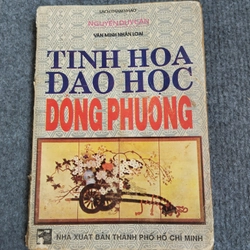 NGUYỄN DUY CẦN
VĂN MINH NHÂN LOẠI
TINH HOA
ĐẠO HỌC
ĐÔNG PHƯƠNG
NHÀ XUẤT BẢN THÀNH PHỐ HỒ CHÍ MINH